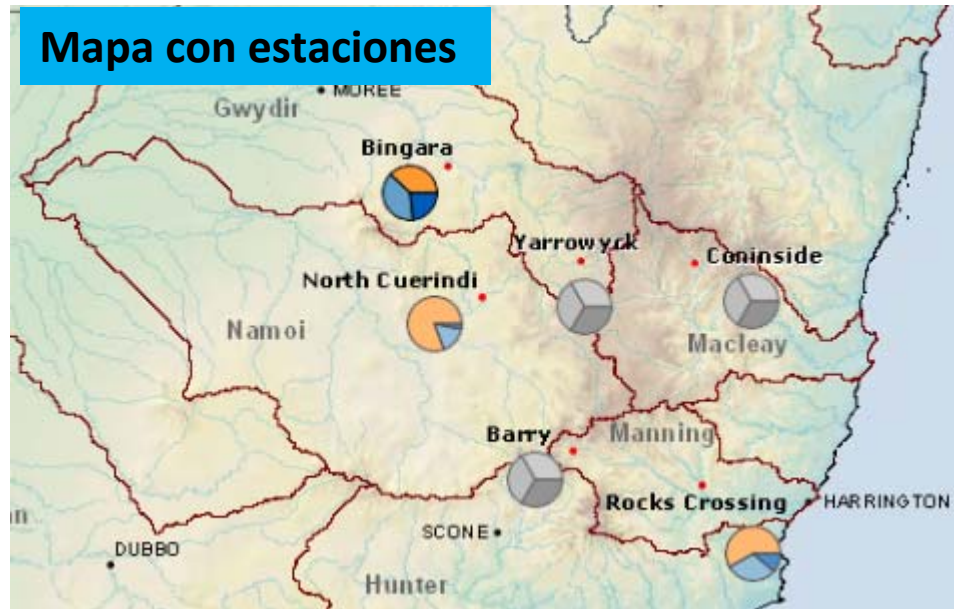 Mapa con estaciones
MOREE
Gwydir
Bingara
Yarrowyck
Coninside
North Cuerindi
Namoi
Macleay
Barry
Manning
Rocks Crossing
HARRINGTON
SCONE
DUBBO
Hunter